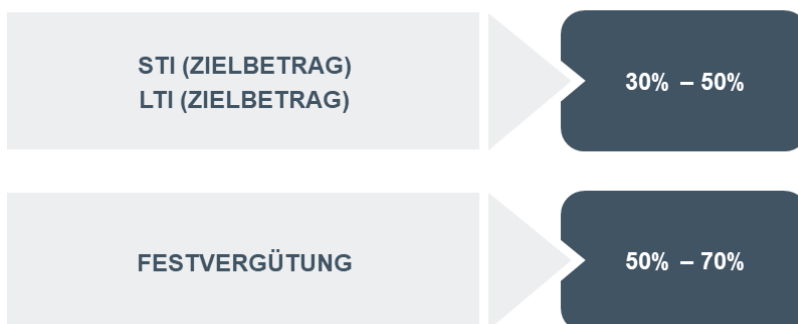 STI (ZIELBETRAG)
LTI (ZIELBETRAG)
30% – 50%
FESTVERGÜTUNG
50% – 70%